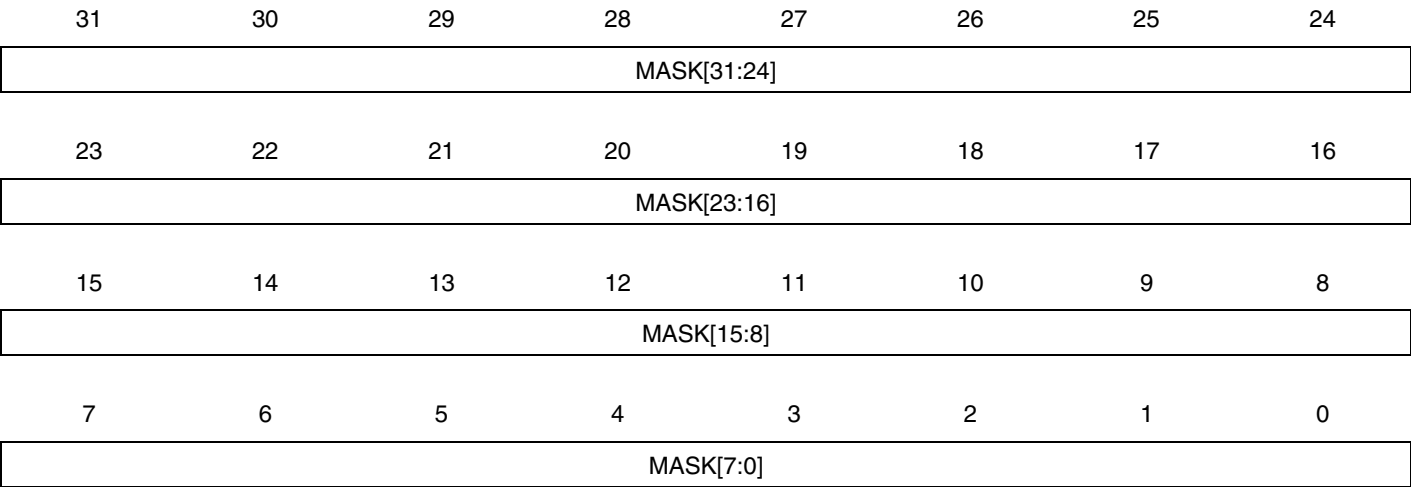 31 30 29 28 27 26 25 24
MASK[31:24]
23 22 21 20 19 18 17 16
MASK[23:16]
15 14 13 12 11 10 9 8
MASK[15:8]
7 6 5 4 3 2 1 0
MASK[7:0]